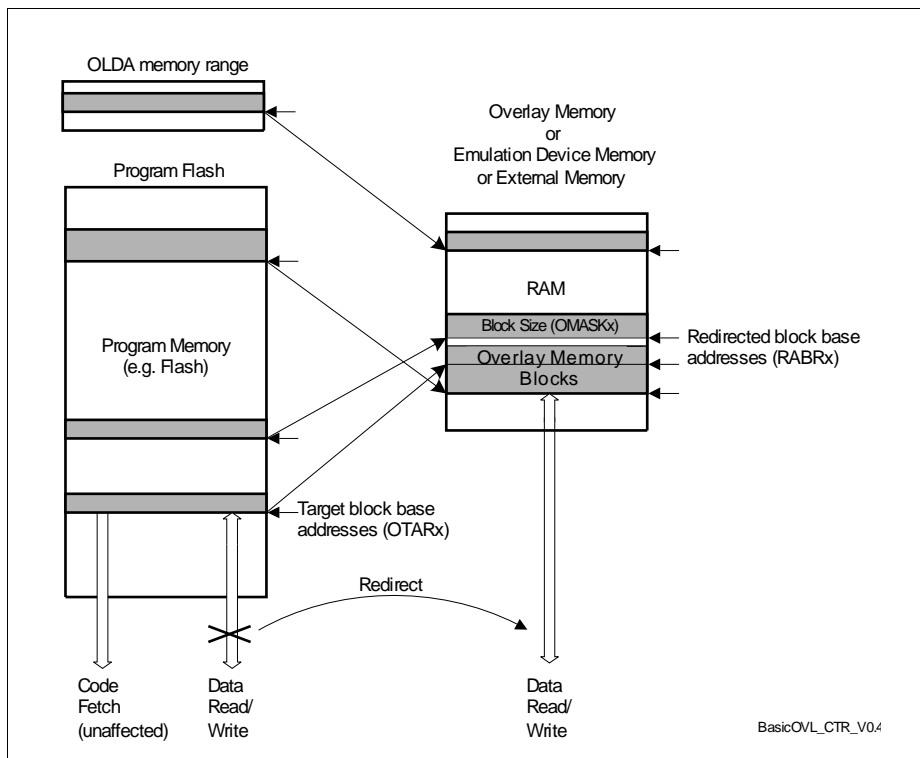 OLDA memory range
Program Flash
Program Memory
(e.g. Flash)
Overlay Memory
or
Emulation Device Memory
or External Memory
RAM
Block Size (OMASKx)
Overlay Memory
Blocks
Redirected block base
addresses (RABRx)
Target block base
addresses (OTARx)
Redirect
Code
Fetch
(unaffected)
Data
Read/
Write
Data
Read/
Write
BasicOVL_CTR_V0.4